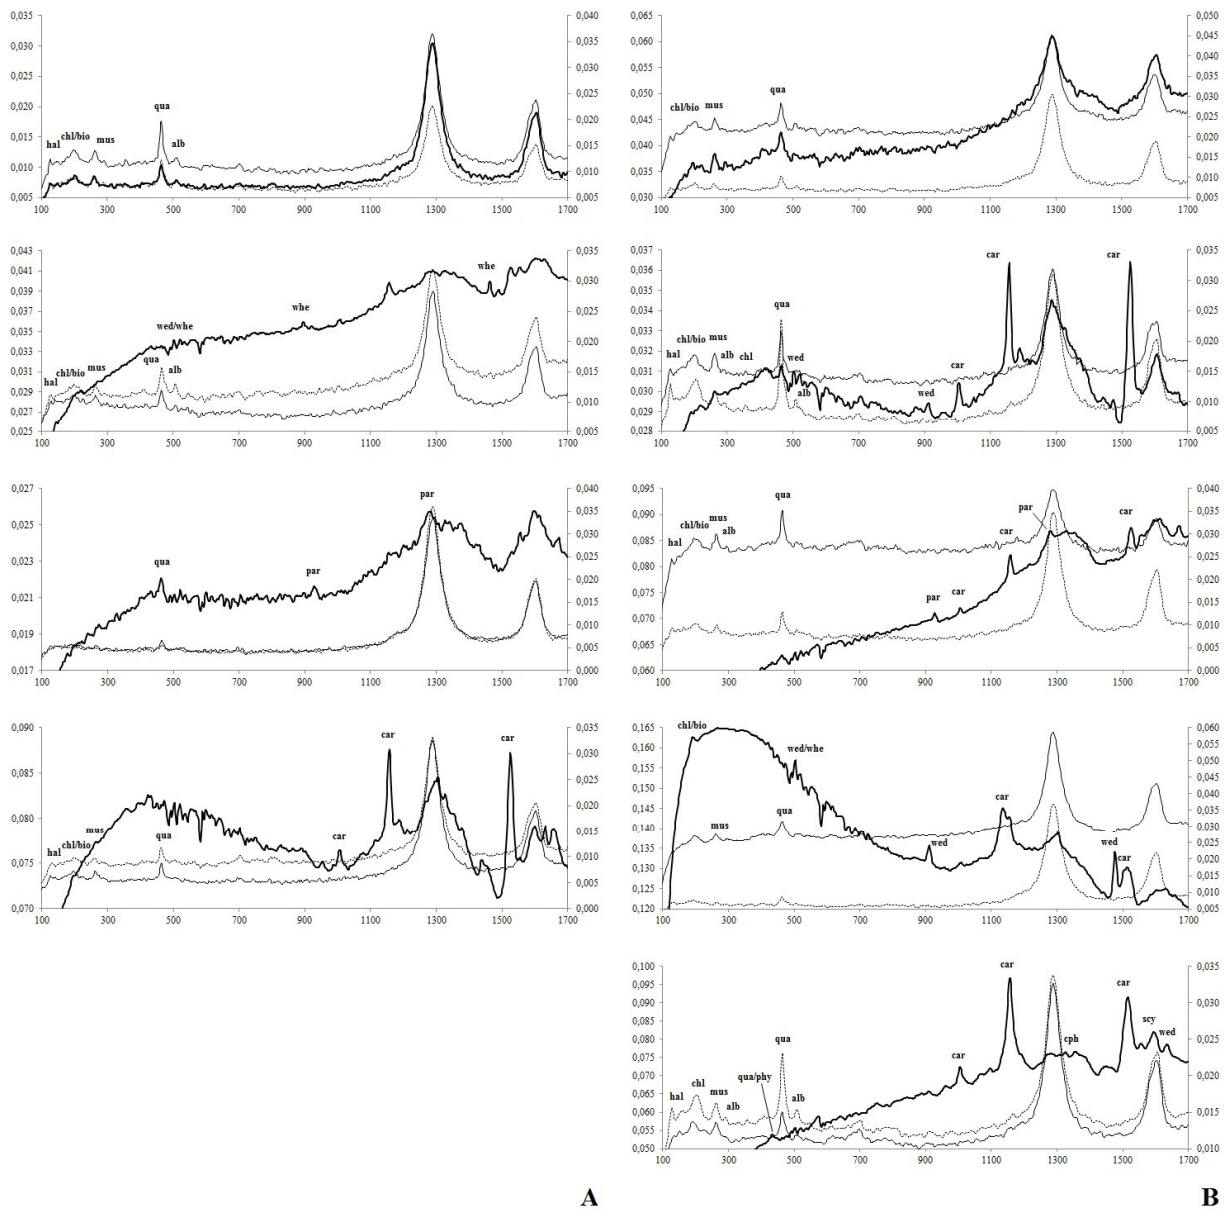 0,035
0,030
0,025
0,020
0,015
0,010
0,005
hal
chl/bio
mus
qua
alb
0,040
0,035
0,030
0,025
0,020
0,015
0,010
0,005
100 300 500 700 900 1100 1300 1500 1700
0,065
0,060
0,055
0,050
0,045
0,040
0,035
0,030
chl/bio
mus
qua
0,050
0,045
0,040
0,035
0,030
0,025
0,020
0,015
0,010
0,005
100 300 500 700 900 1100 1300 1500 1700
0,043
0,041
0,039
0,037
0,035
0,033
0,031
0,029
0,027
0,025
hal
chl/bio
mus
qua
alb
wed/whe
whe
whe
0,035
0,030
0,025
0,020
0,015
0,010
0,005
100 300 500 700 900 1100 1300 1500 1700
0,037
0,036
0,035
0,034
0,033
0,032
0,031
0,030
0,029
0,028
hal
chl/bio
mus
alb
chl
qua
wed
alb
wed
car
car
car
0,035
0,030
0,025
0,020
0,015
0,010
0,005
100 300 500 700 900 1100 1300 1500 1700
0,027
0,025
0,023
0,021
0,019
0,017
qua
par
par
0,040
0,035
0,030
0,025
0,020
0,015
0,010
0,005
0,000
100 300 500 700 900 1100 1300 1500 1700
0,095
0,090
0,085
0,080
0,075
0,070
0,065
0,060
hal
chl/bio
mus
alb
qua
par
car
car
par
car
0,040
0,035
0,030
0,025
0,020
0,015
0,010
0,005
0,000
100 300 500 700 900 1100 1300 1500 1700
0,090
0,085
0,080
0,075
0,070
hal
chl/bio
mus
qua
car
car
car
0,035
0,030
0,025
0,020
0,015
0,010
0,005
0,000
100 300 500 700 900 1100 1300 1500 1700
0,165
0,160
0,155
0,150
0,145
0,140
0,135
0,130
0,125
0,120
chl/bio
mus
wed/whe
qua
wed
car
wed
car
0,060
0,055
0,050
0,045
0,040
0,035
0,030
0,025
0,020
0,015
0,010
0,005
100 300 500 700 900 1100 1300 1500 1700
0,100
0,095
0,090
0,085
0,080
0,075
0,070
0,065
0,060
0,055
0,050
hal
chl
mus
alb
qua/phy
qua
alb
car
car
cph
car
scy
wed
0,035
0,030
0,025
0,020
0,015
0,010
100 300 500 700 900 1100 1300 1500 1700
A
B